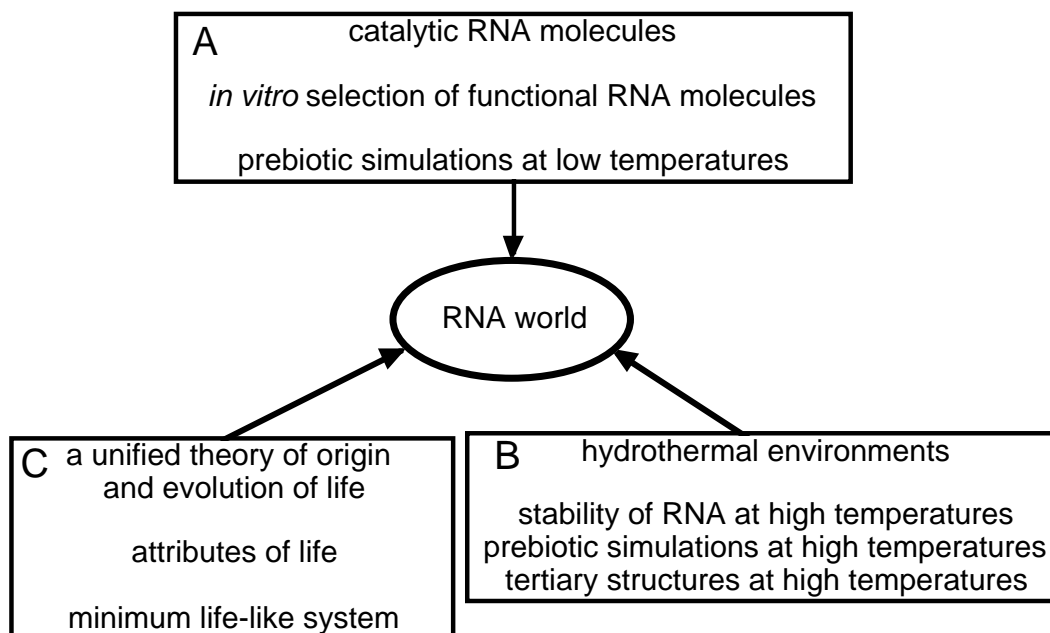 A
catalytic RNA molecules
in vitro selection of functional RNA molecules
prebiotic simulations at low temperatures
RNA world
C
a unified theory of origin
and evolution of life
attributes of life
minimum life-like system
B
hydrothermal environments
stability of RNA at high temperatures
prebiotic simulations at high temperatures
tertiary structures at high temperatures